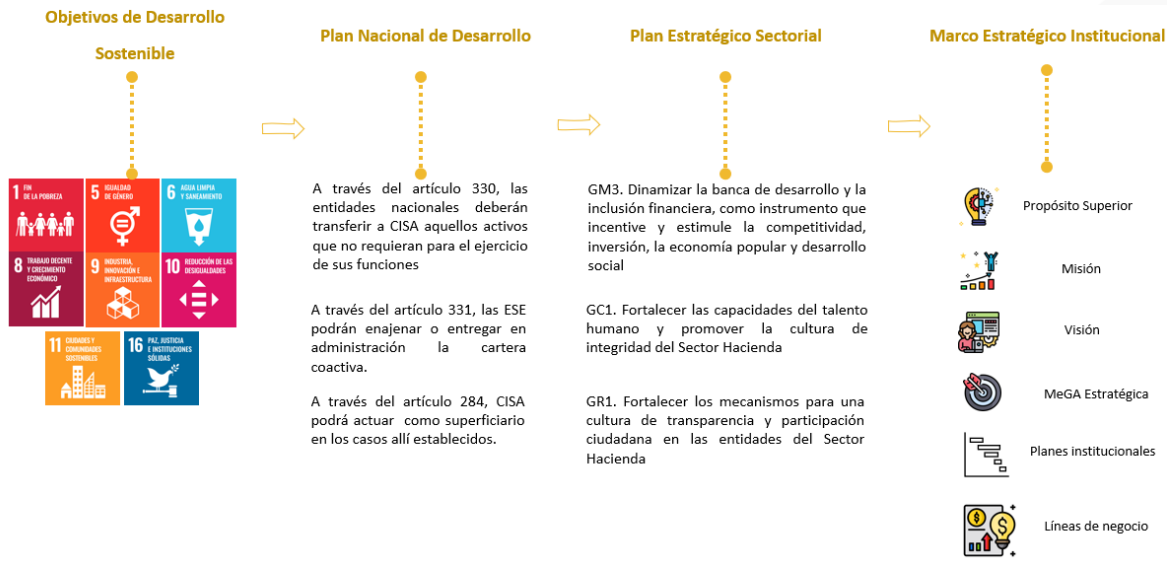 Objetivos de Desarrollo
Sostenible
1 FIN
DE LA POBREZA
5 IGUALDAD
DE GÉNERO
6 AGUA LIMPIA
Y SANEAMIENTO
8 TRABAJO DECENTE
Y CRECIMIENTO
ECONÓMICO
9 INDUSTRIA,
INNOVACIÓN E
INFRAESTRUCTURA
10 REDUCCIÓN DE LAS
DESIGUALDADES
11 CIUDADES Y
COMUNIDADES
SOSTENIBLES
16 PAZ, JUSTICIA
E INSTITUCIONES
SÓLIDAS
Plan Nacional de Desarrollo
A través del artículo 330, las
entidades nacionales deberán
transferir a CISA aquellos activos
que no requieran para el ejercicio
de sus funciones
A través del artículo 331, las ESE
podrán enajenar o entregar en
administración la cartera
coactiva.
A través del artículo 284, CISA
podrá actuar como superficiario
en los casos allí establecidos.
Plan Estratégico Sectorial
GM3. Dinamizar la banca de desarrollo y la
inclusión financiera, como instrumento que
incentive y estimule la competitividad,
inversión, la economía popular y desarrollo
social
GC1. Fortalecer las capacidades del talento
humano y promover la cultura de
integridad del Sector Hacienda
GR1. Fortalecer los mecanismos para una
cultura de transparencia y participación
ciudadana en las entidades del Sector
Hacienda
Marco Estratégico Institucional
Propósito Superior
Misión
Visión
MeGA Estratégica
Planes institucionales
Líneas de negocio